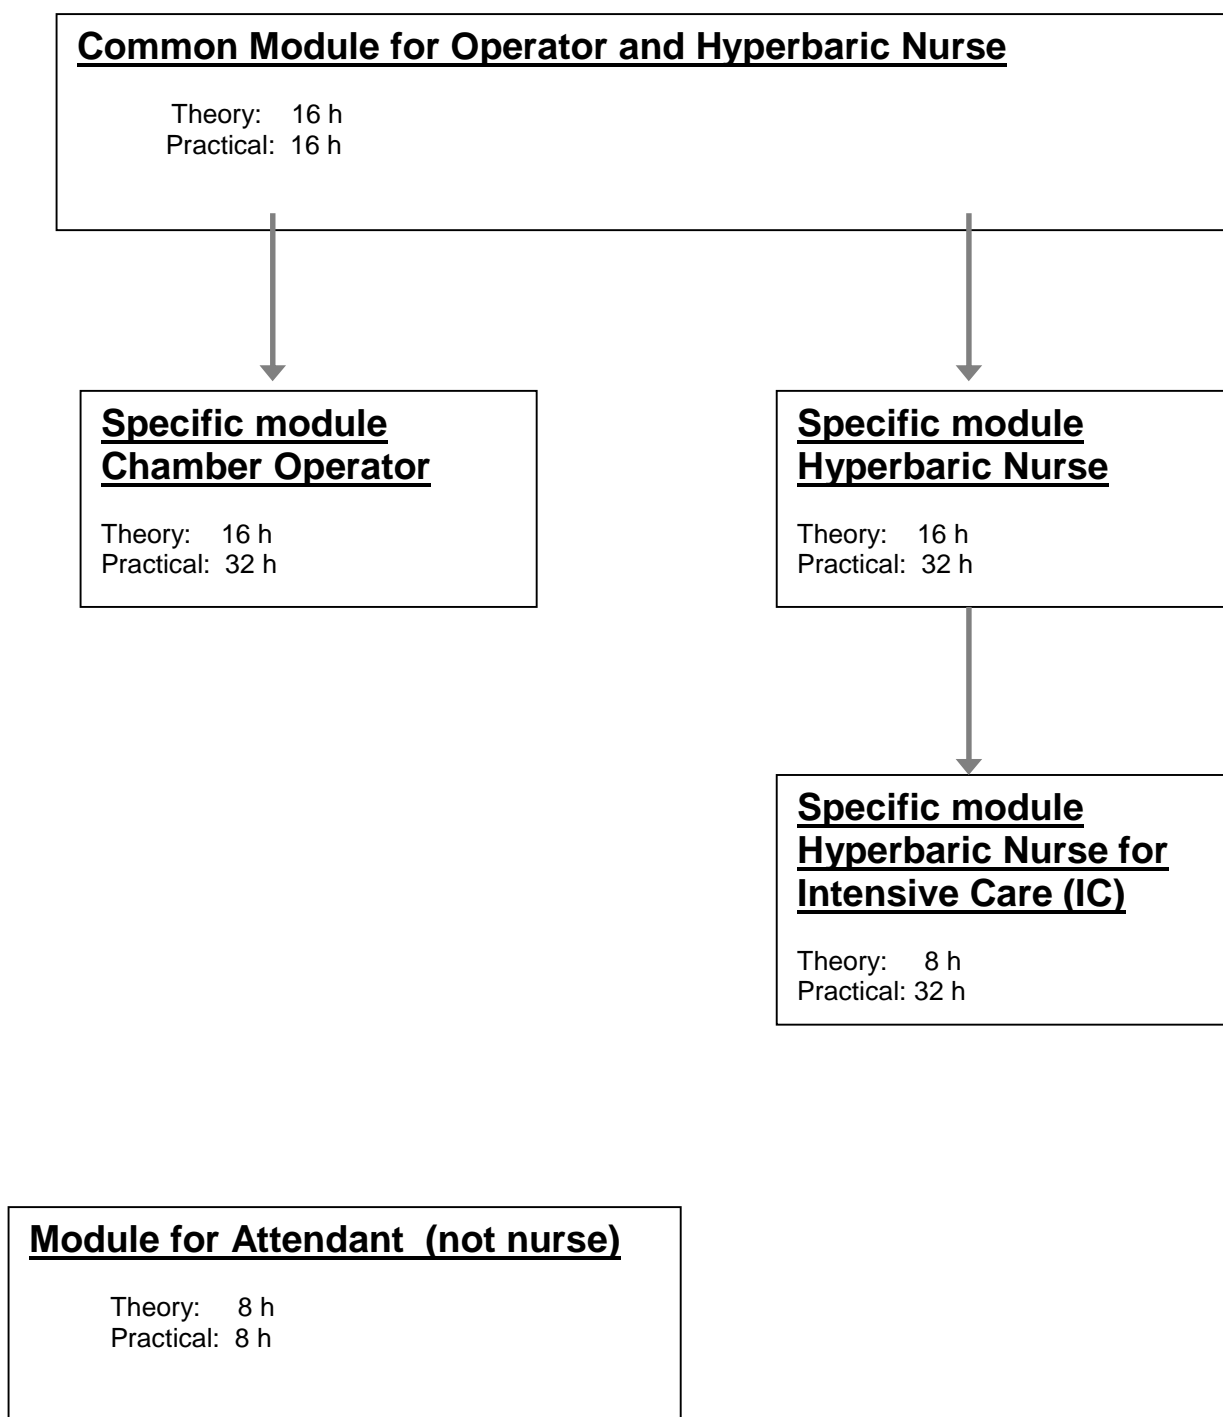 Common Module for Operator and Hyperbaric Nurse
Theory: 16 h
Practical: 16 h
Specific module
Chamber Operator
Theory: 16 h
Practical: 32 h
Specific module
Hyperbaric Nurse
Theory: 16 h
Practical: 32 h
Specific module
Hyperbaric Nurse for
Intensive Care (IC)
Theory: 8 h
Practical: 32 h
Module for Attendant (not nurse)
Theory: 8 h
Practical: 8 h